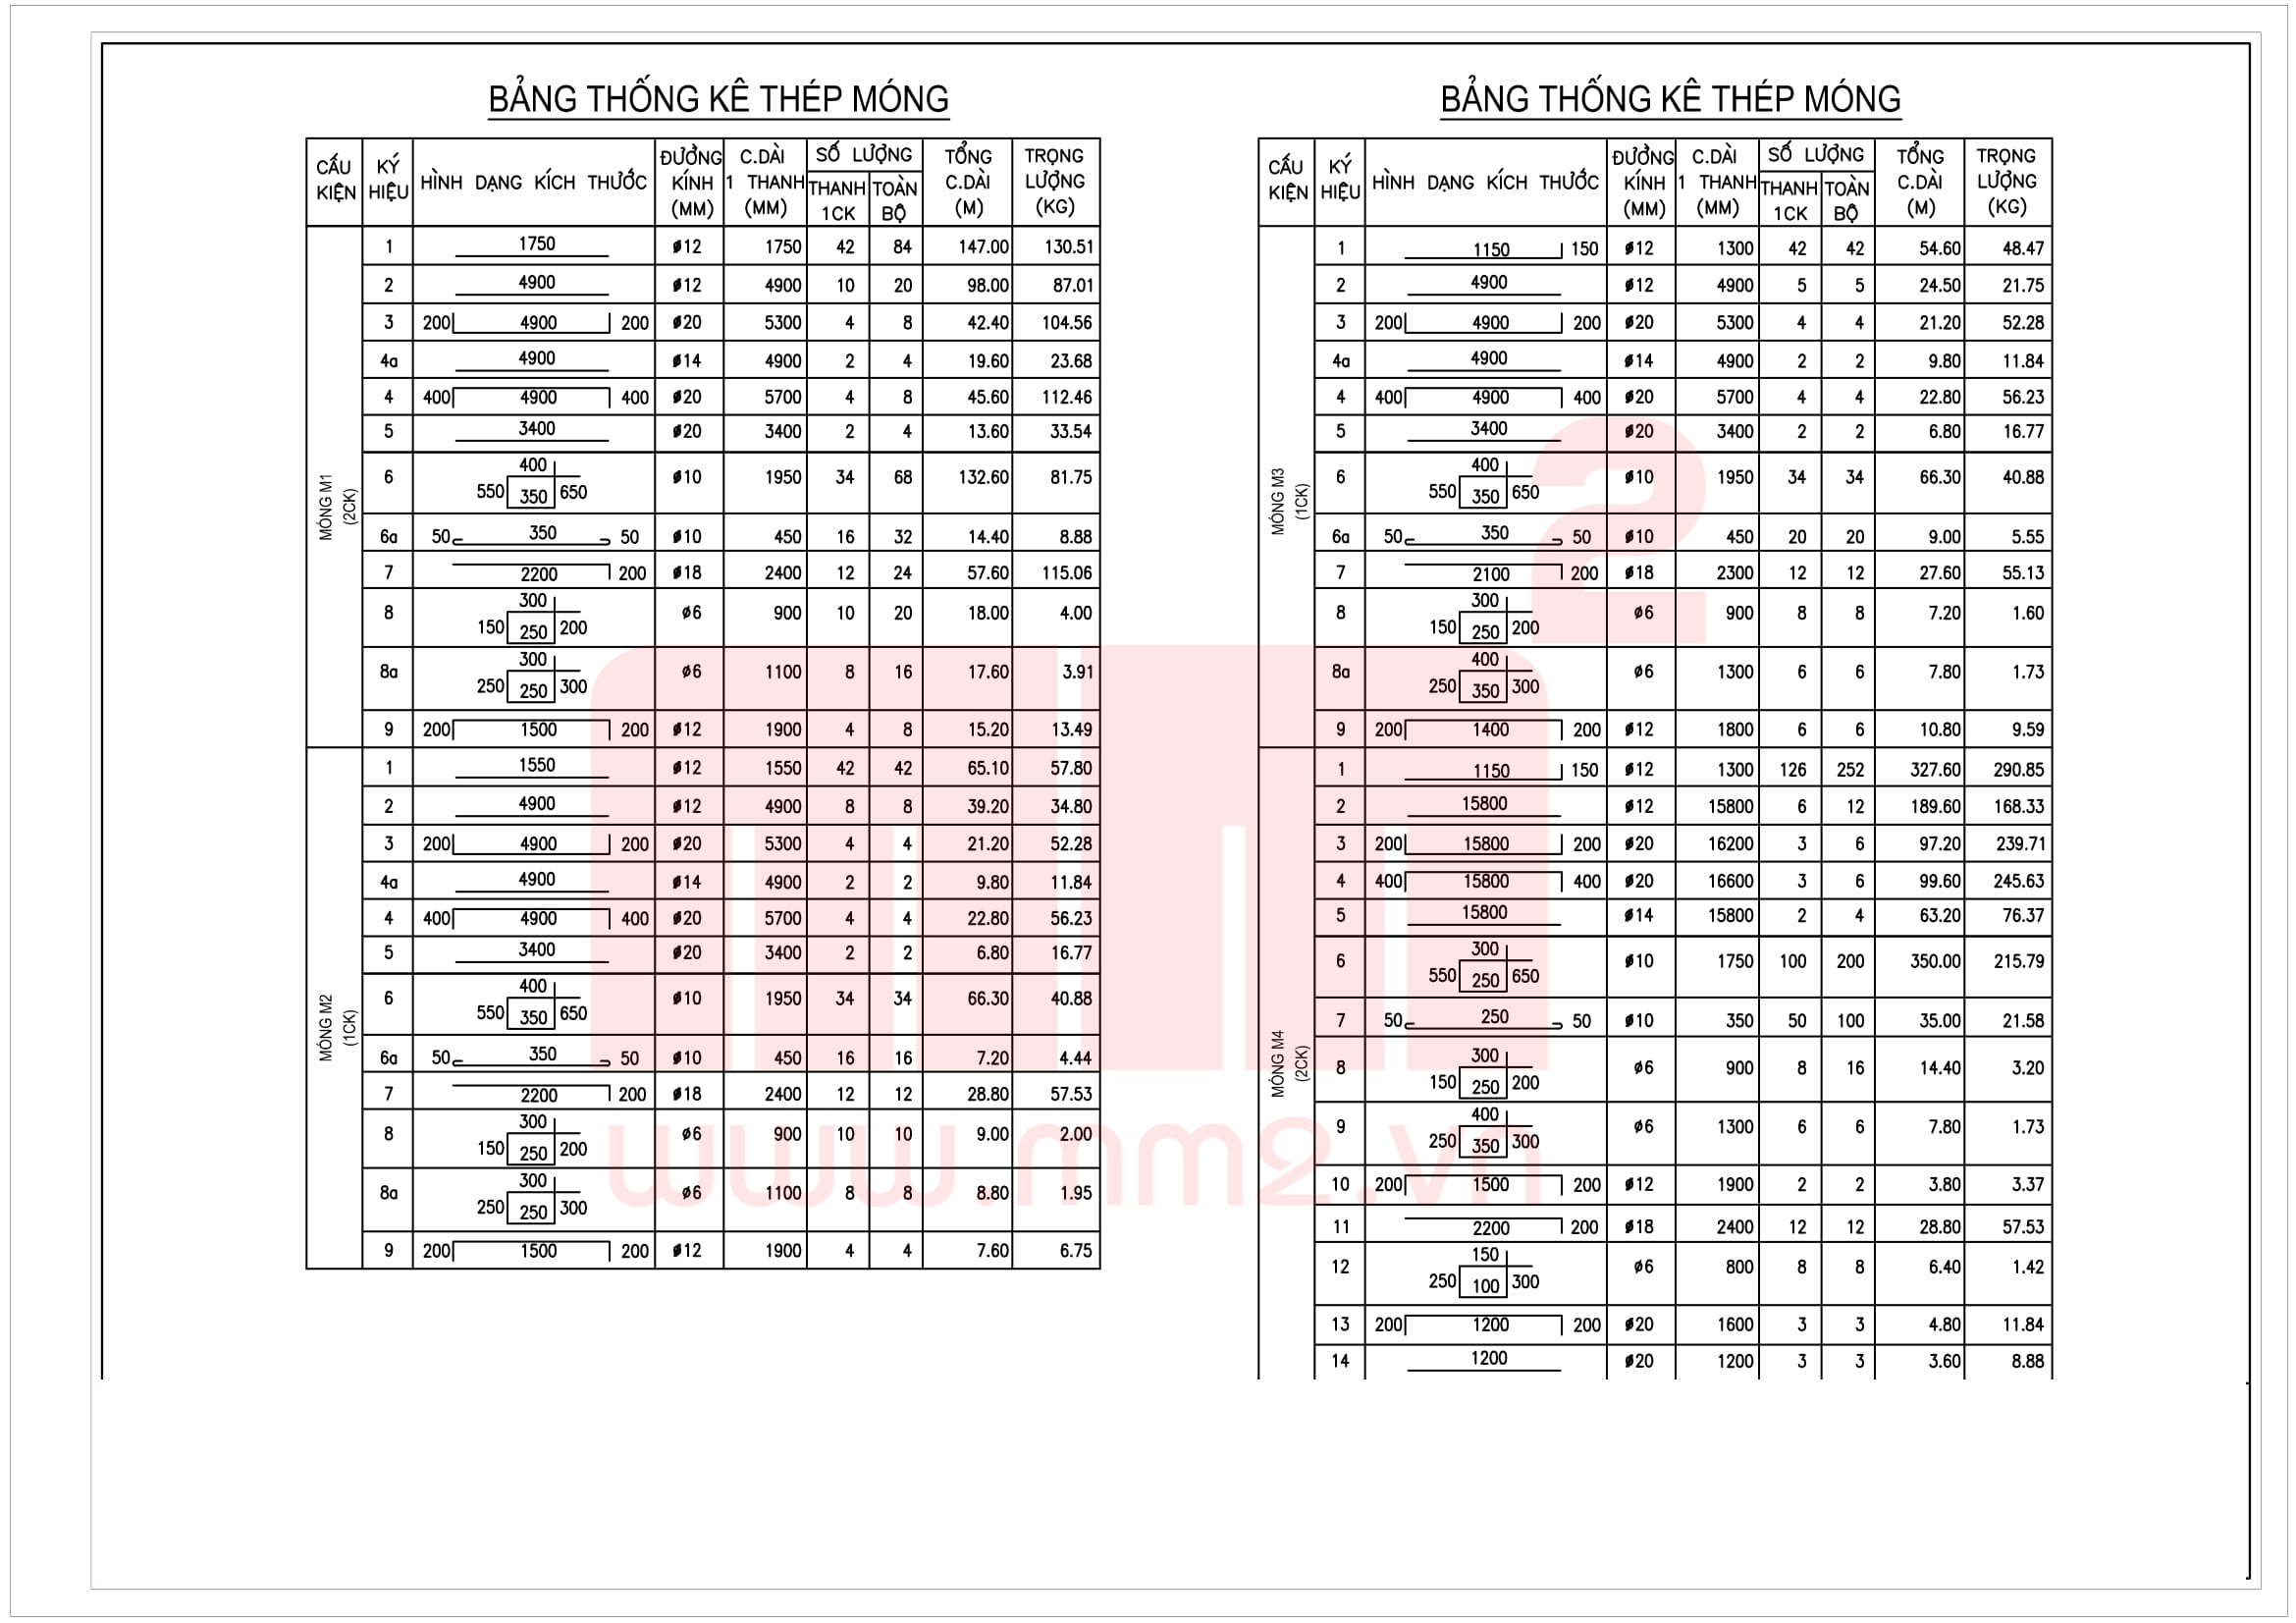 BẢNG THỐNG KÊ THÉP MÓNG
CẤU KIỆN KÝ HIỆU HÌNH DẠNG KÍCH THƯỚC ĐƯỜNG KÍNH (MM) C.DÀI 1 THANH (MM) SỐ LƯỢNG THANH 1CK TOÀN BỘ TỔNG C.DÀI (M) TRỌNG LƯỢNG (KG)
MÓNG M1
(2CK)
1 1750 ø12 1750 42 84 147.00 130.51
2 4900 ø12 4900 10 20 98.00 87.01
3 200 4900 200 ø20 5300 4 8 42.40 104.56
4a 4900 ø14 4900 2 4 19.60 23.68
4 400 4900 400 ø20 5700 4 8 45.60 112.46
5 3400 ø20 3400 2 4 13.60 33.54
6 400 550 350 650 ø10 1950 34 68 132.60 81.75
6a 50 350 50 ø10 450 16 32 14.40 8.88
7 2200 200 ø18 2400 12 24 57.60 115.06
8 300 150 250 200 ø6 900 10 20 18.00 4.00
8a 300 250 250 300 ø6 1100 8 16 17.60 3.91
9 200 1500 200 ø12 1900 4 8 15.20 13.49
MÓNG M2
(1CK)
1 1550 ø12 1550 42 42 65.10 57.80
2 4900 ø12 4900 8 8 39.20 34.80
3 200 4900 200 ø20 5300 4 4 21.20 52.28
4a 4900 ø14 4900 2 2 9.80 11.84
4 400 4900 400 ø20 5700 4 4 22.80 56.23
5 3400 ø20 3400 2 2 6.80 16.77
6 400 550 350 650 ø10 1950 34 34 66.30 40.88
6a 50 350 50 ø10 450 16 16 7.20 4.44
7 2200 200 ø18 2400 12 12 28.80 57.53
8 300 150 250 200 ø6 900 10 10 9.00 2.00
8a 300 250 250 300 ø6 1100 8 8 8.80 1.95
9 200 1500 200 ø12 1900 4 4 7.60 6.75
BẢNG THỐNG KÊ THÉP MÓNG
CẤU KIỆN KÝ HIỆU HÌNH DẠNG KÍCH THƯỚC ĐƯỜNG KÍNH (MM) C.DÀI 1 THANH (MM) SỐ LƯỢNG THANH 1CK TOÀN BỘ TỔNG C.DÀI (M) TRỌNG LƯỢNG (KG)
MÓNG M3
(1CK)
1 1150 150 ø12 1300 42 42 54.60 48.47
2 4900 ø12 4900 5 5 24.50 21.75
3 200 4900 200 ø20 5300 4 4 21.20 52.28
4a 4900 ø14 4900 2 2 9.80 11.84
4 400 4900 400 ø20 5700 4 4 22.80 56.23
5 3400 ø20 3400 2 2 6.80 16.77
6 400 550 350 650 ø10 1950 34 34 66.30 40.88
6a 50 350 50 ø10 450 20 20 9.00 5.55
7 2100 200 ø18 2300 12 12 27.60 55.13
8 300 150 250 200 ø6 900 8 8 7.20 1.60
8a 400 250 350 300 ø6 1300 6 6 7.80 1.73
9 200 1400 200 ø12 1800 6 6 10.80 9.59
MÓNG M4
(2CK)
1 1150 150 ø12 1300 126 252 327.60 290.85
2 15800 ø12 15800 6 12 189.60 168.33
3 200 15800 200 ø20 16200 3 6 97.20 239.71
4 400 15800 400 ø20 16600 3 6 99.60 245.63
5 15800 ø14 15800 2 4 63.20 76.37
6 300 550 250 650 ø10 1750 100 200 350.00 215.79
7 50 250 50 ø10 350 50 100 35.00 21.58
8 300 150 250 200 ø6 900 8 16 14.40 3.20
9 400 250 350 300 ø6 1300 6 6 7.80 1.73
10 200 1500 200 ø12 1900 2 2 3.80 3.37
11 2200 200 ø18 2400 12 12 28.80 57.53
12 150 250 100 300 ø6 800 8 8 6.40 1.42
13 200 1200 200 ø20 1600 3 3 4.80 11.84
14 1200 ø20 1200 3 3 3.60 8.88
2
www.mm2.vn